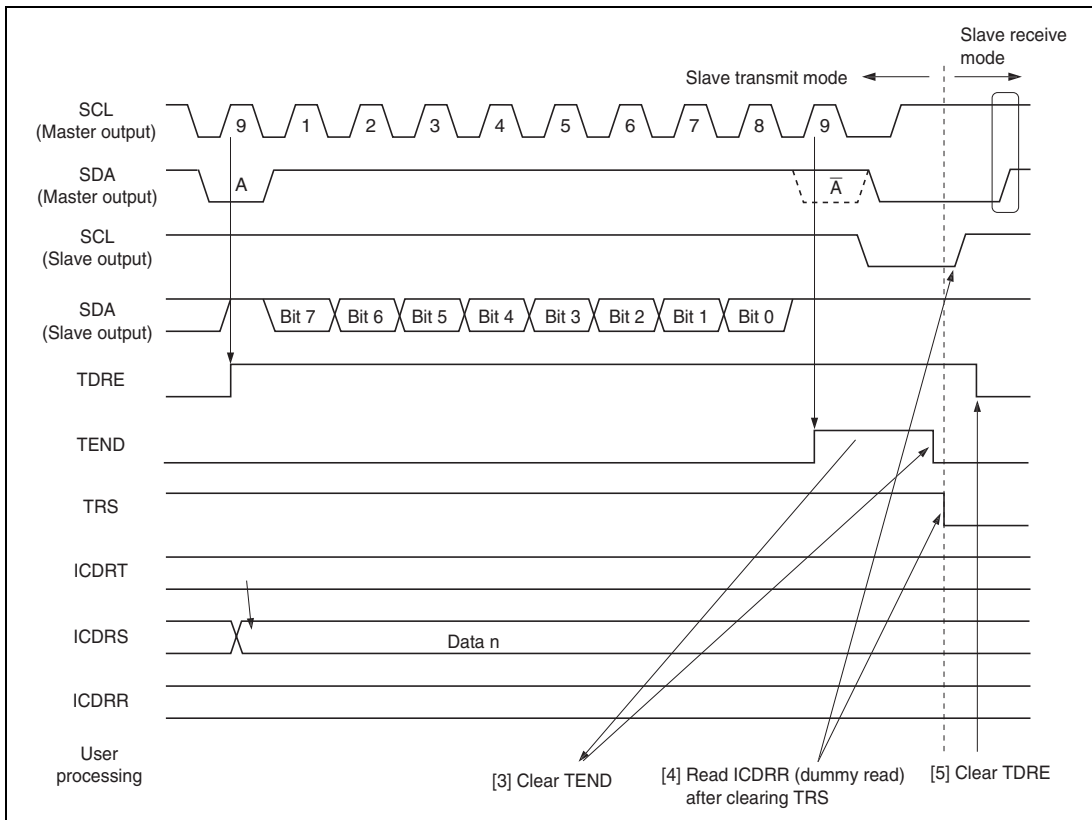 Slave receive
mode
Slave transmit mode
SCL
(Master output)
9 1 2 3 4 5 6 7 8 9
SDA
(Master output)
A A̅
SCL
(Slave output)
SDA
(Slave output)
Bit 7 Bit 6 Bit 5 Bit 4 Bit 3 Bit 2 Bit 1 Bit 0
TDRE
TEND
TRS
ICDRT
ICDRS
Data n
ICDRR
User
processing
[3] Clear TEND
[4] Read ICDRR (dummy read)
after clearing TRS
[5] Clear TDRE